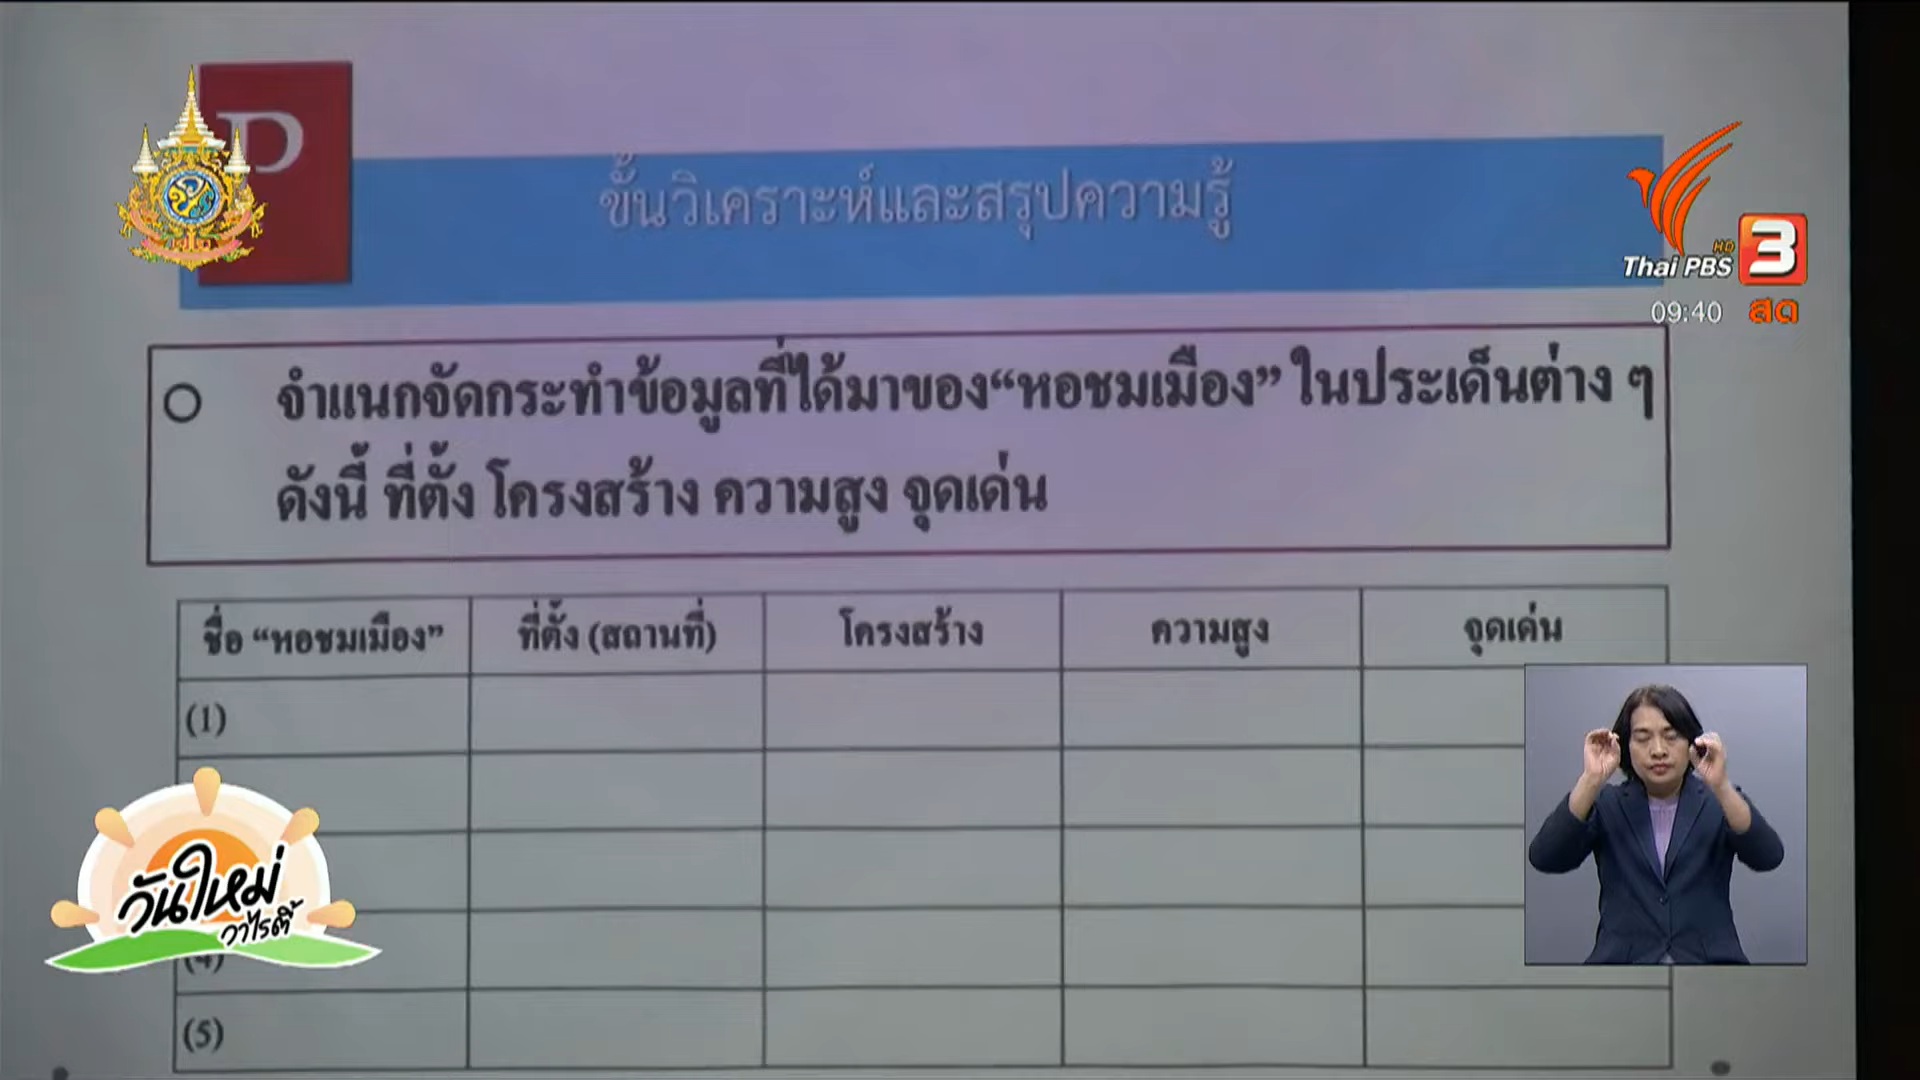 P
ขั้นวิเคราะห์และสรุปความรู้
HD
Thai PBS 3
09:40 สด
จำแนกจัดกระทำข้อมูลที่ได้มาของ“หอชมเมือง” ในประเด็นต่าง ๆ
ดังนี้ ที่ตั้ง โครงสร้าง ความสูง จุดเด่น
ชื่อ “หอชมเมือง” ที่ตั้ง (สถานที่) โครงสร้าง ความสูง จุดเด่น
(1)
วันใหม่
วาไรตี้
(4)
(5)